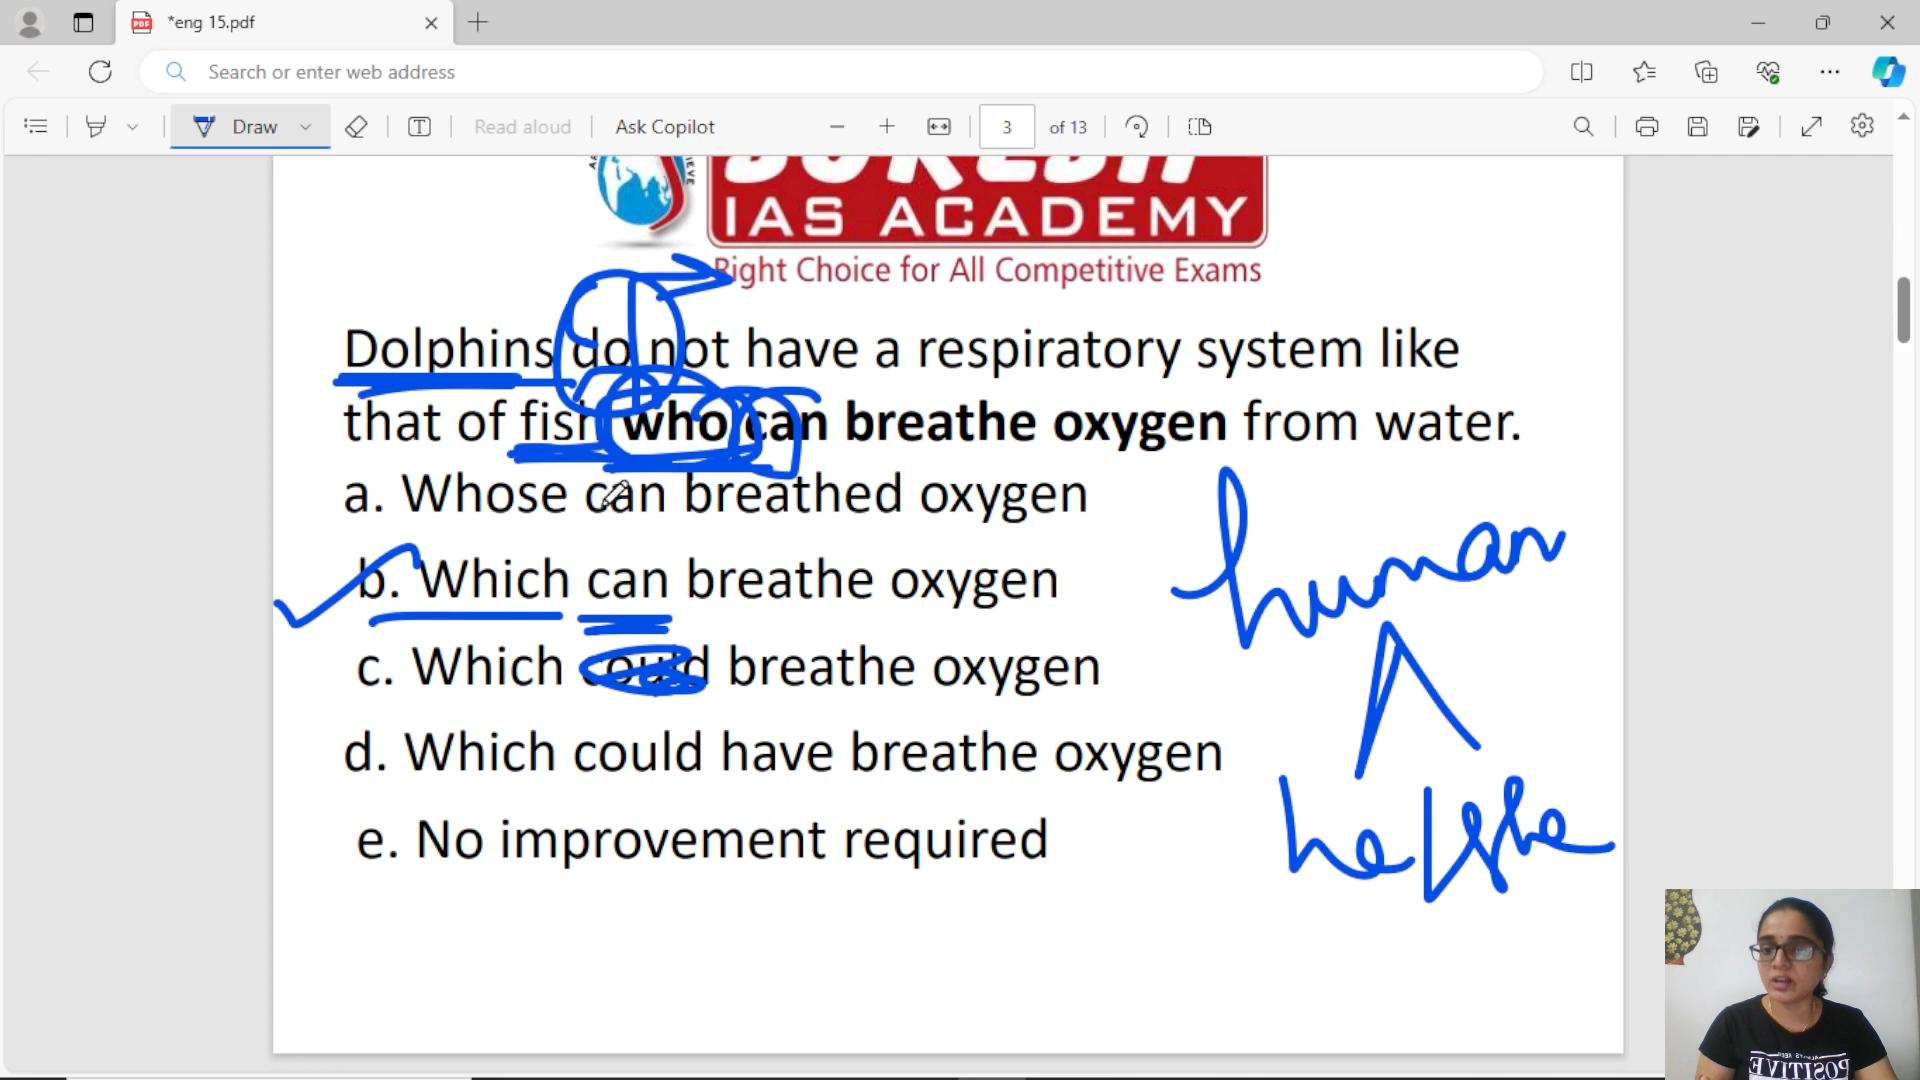 *eng 15.pdf
Search or enter web address
Draw
Read aloud
Ask Copilot
3
of 13
IAS ACADEMY
Right Choice for All Competitive Exams
Dolphins do not have a respiratory system like
that of fish who can breathe oxygen from water.
a. Whose can breathed oxygen
b. Which can breathe oxygen
c. Which could breathe oxygen
d. Which could have breathe oxygen
e. No improvement required
human
he/she
POSITIVE